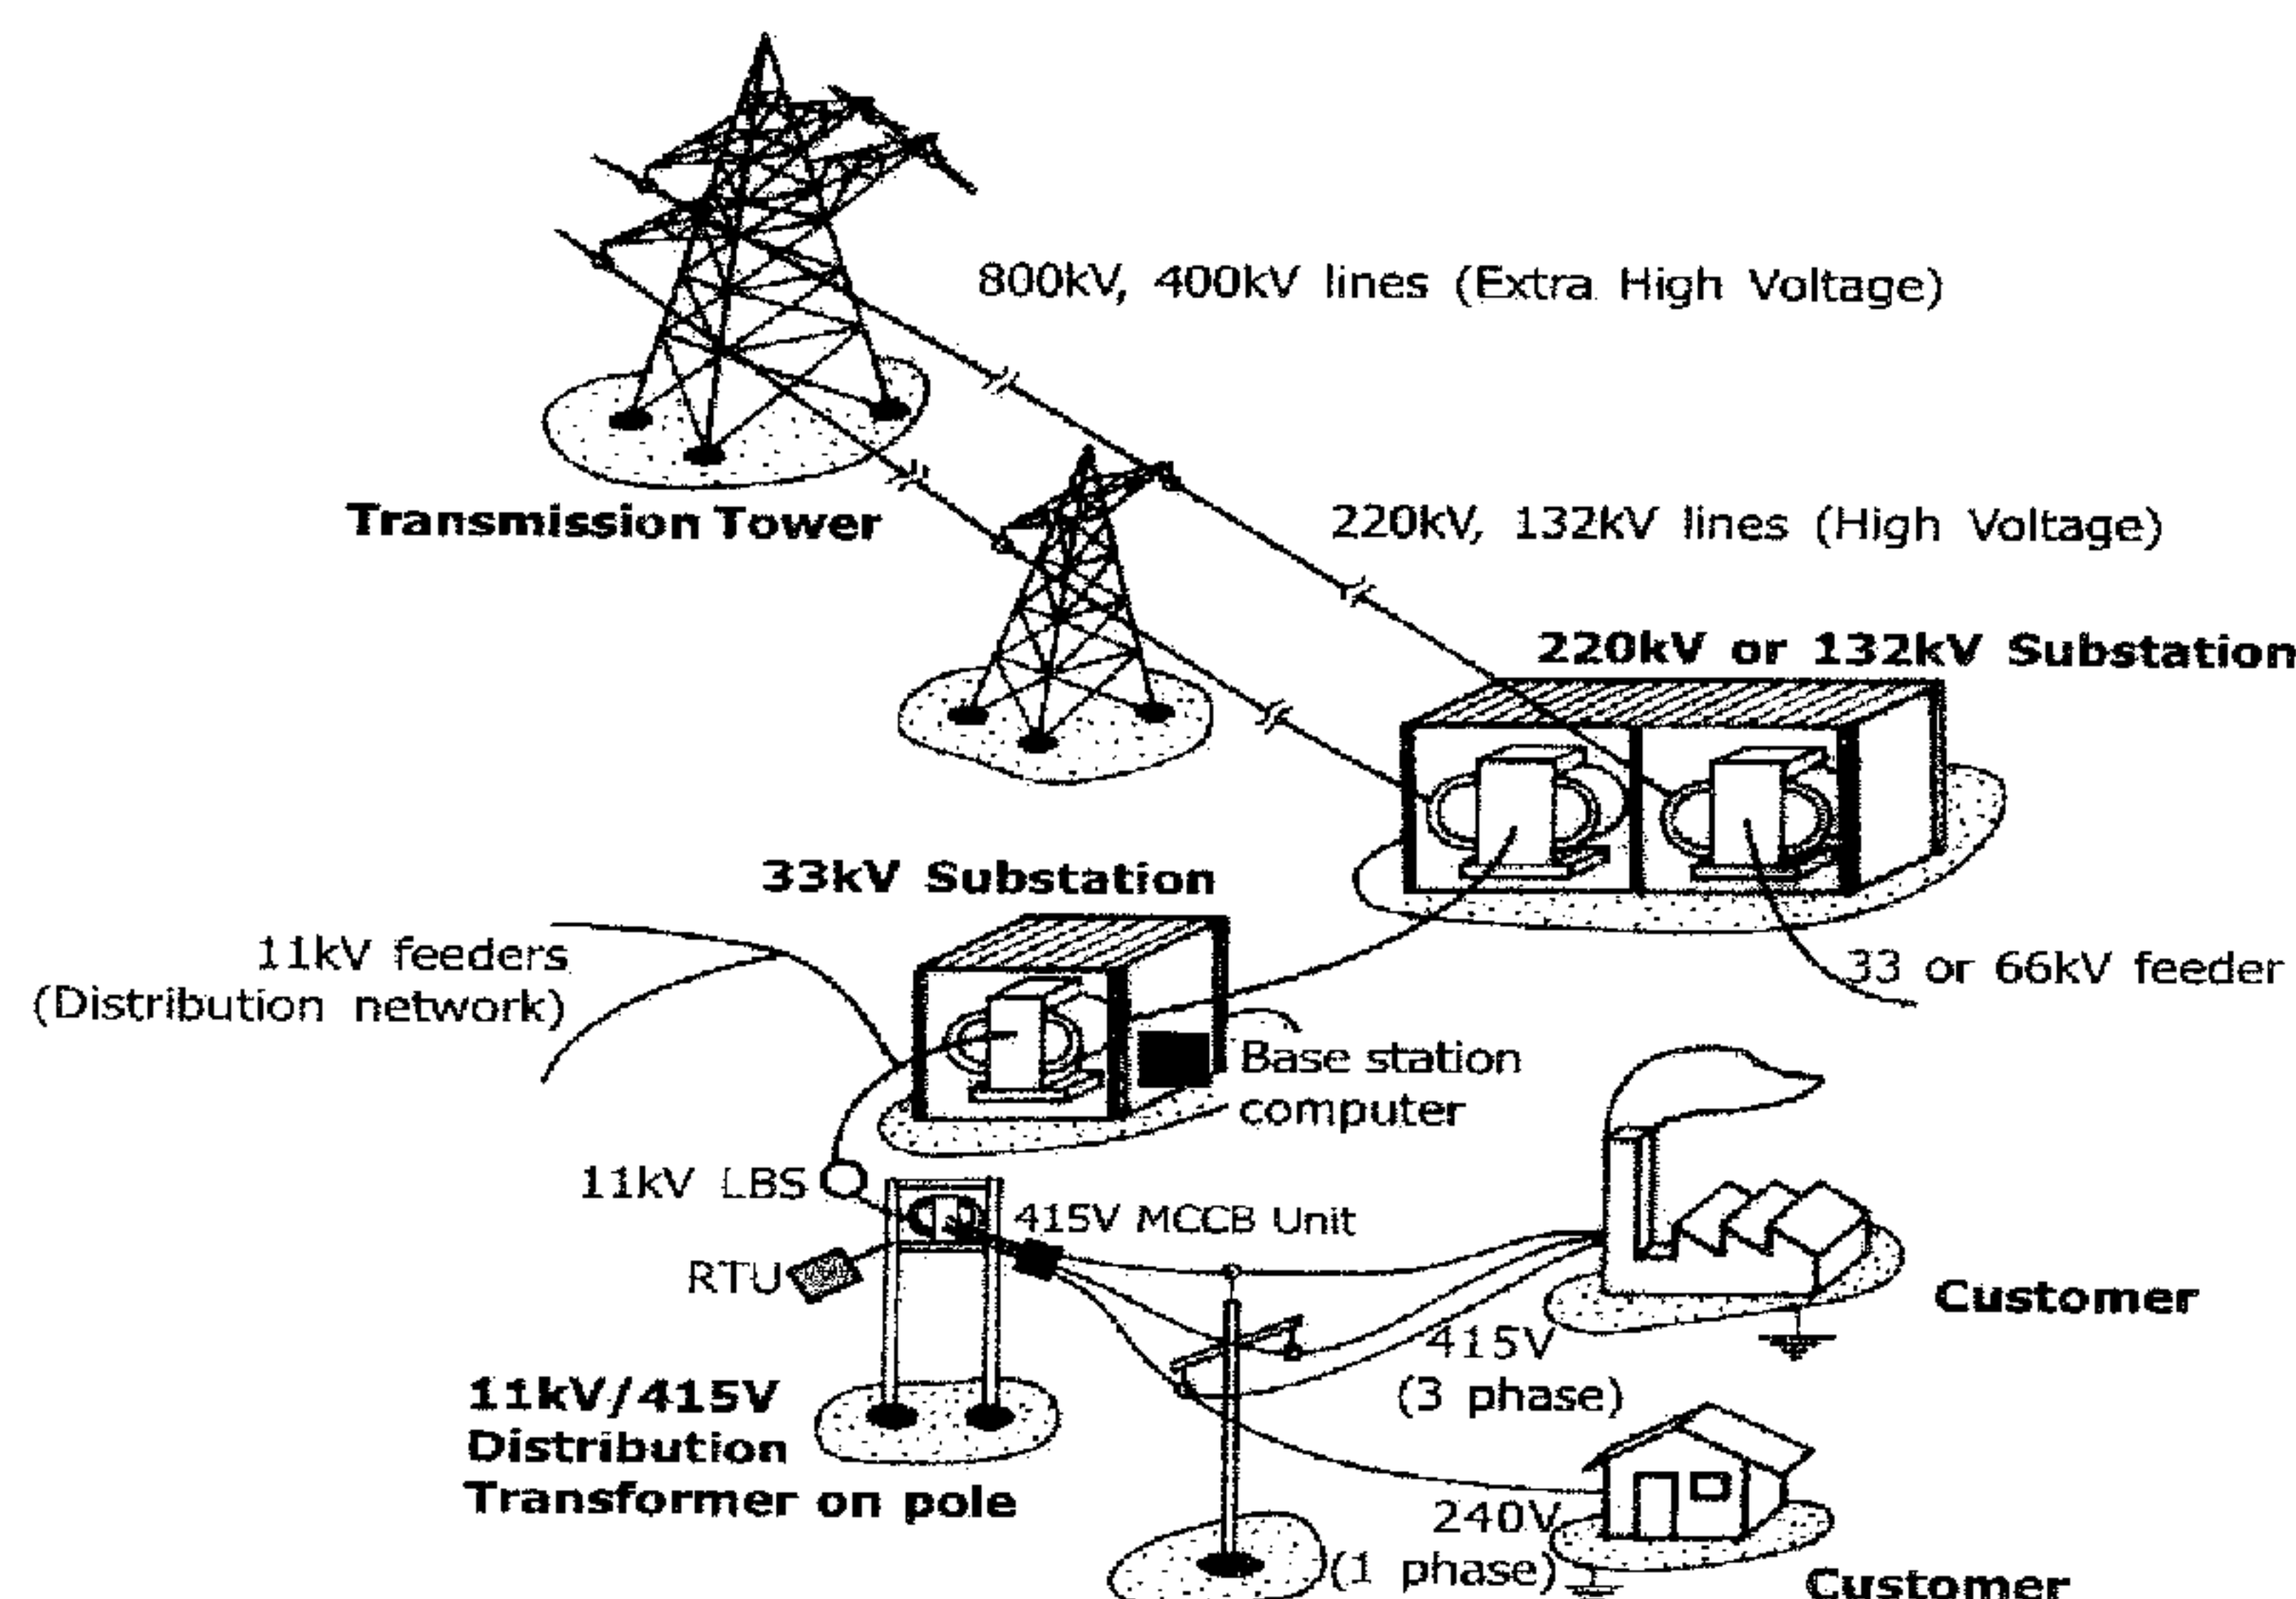 800kV, 400kV lines (Extra High Voltage)
Transmission Tower
220kV, 132kV lines (High Voltage)
220kV or 132kV Substation
33kV Substation
11kV feeders
(Distribution network)
33 or 66kV feeder
Base station
computer
11kV LBS
415V MCCB Unit
RTU
Customer
415V
(3 phase)
11kV/415V
Distribution
Transformer on pole
240V
(1 phase)
Customer